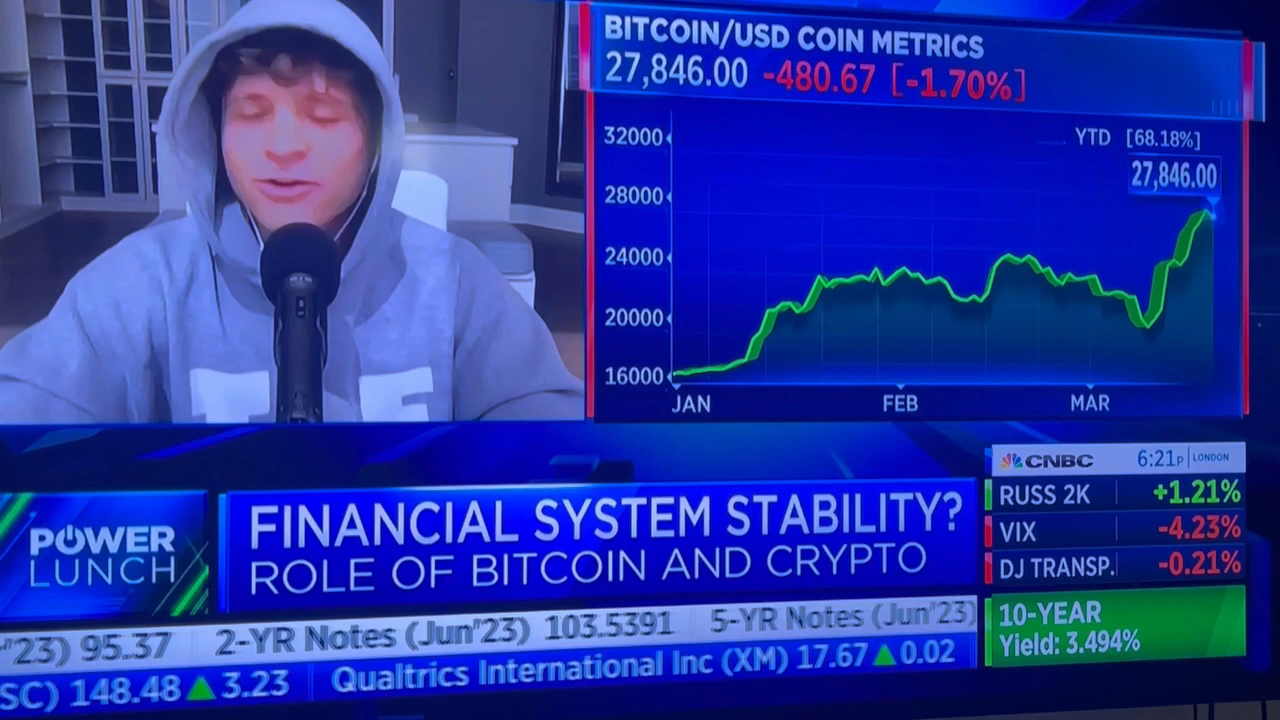 BITCOIN/USD COIN METRICS
27,846.00 -480.67 [-1.70%]
YTD [68.18%]
27,846.00
32000
28000
24000
20000
16000
JAN FEB MAR
CNBC 6:21P LONDON
RUSS 2K +1.21%
VIX -4.23%
DJ TRANSP. -0.21%
10-YEAR
Yield: 3.494%
POWER
LUNCH
FINANCIAL SYSTEM STABILITY?
ROLE OF BITCOIN AND CRYPTO
'23) 95.37 2-YR Notes (Jun'23) 103.5391 5-YR Notes (Jun'23)
SC) 148.48 ▲ 3.23 Qualtrics International Inc (XM) 17.67 ▲ 0.02